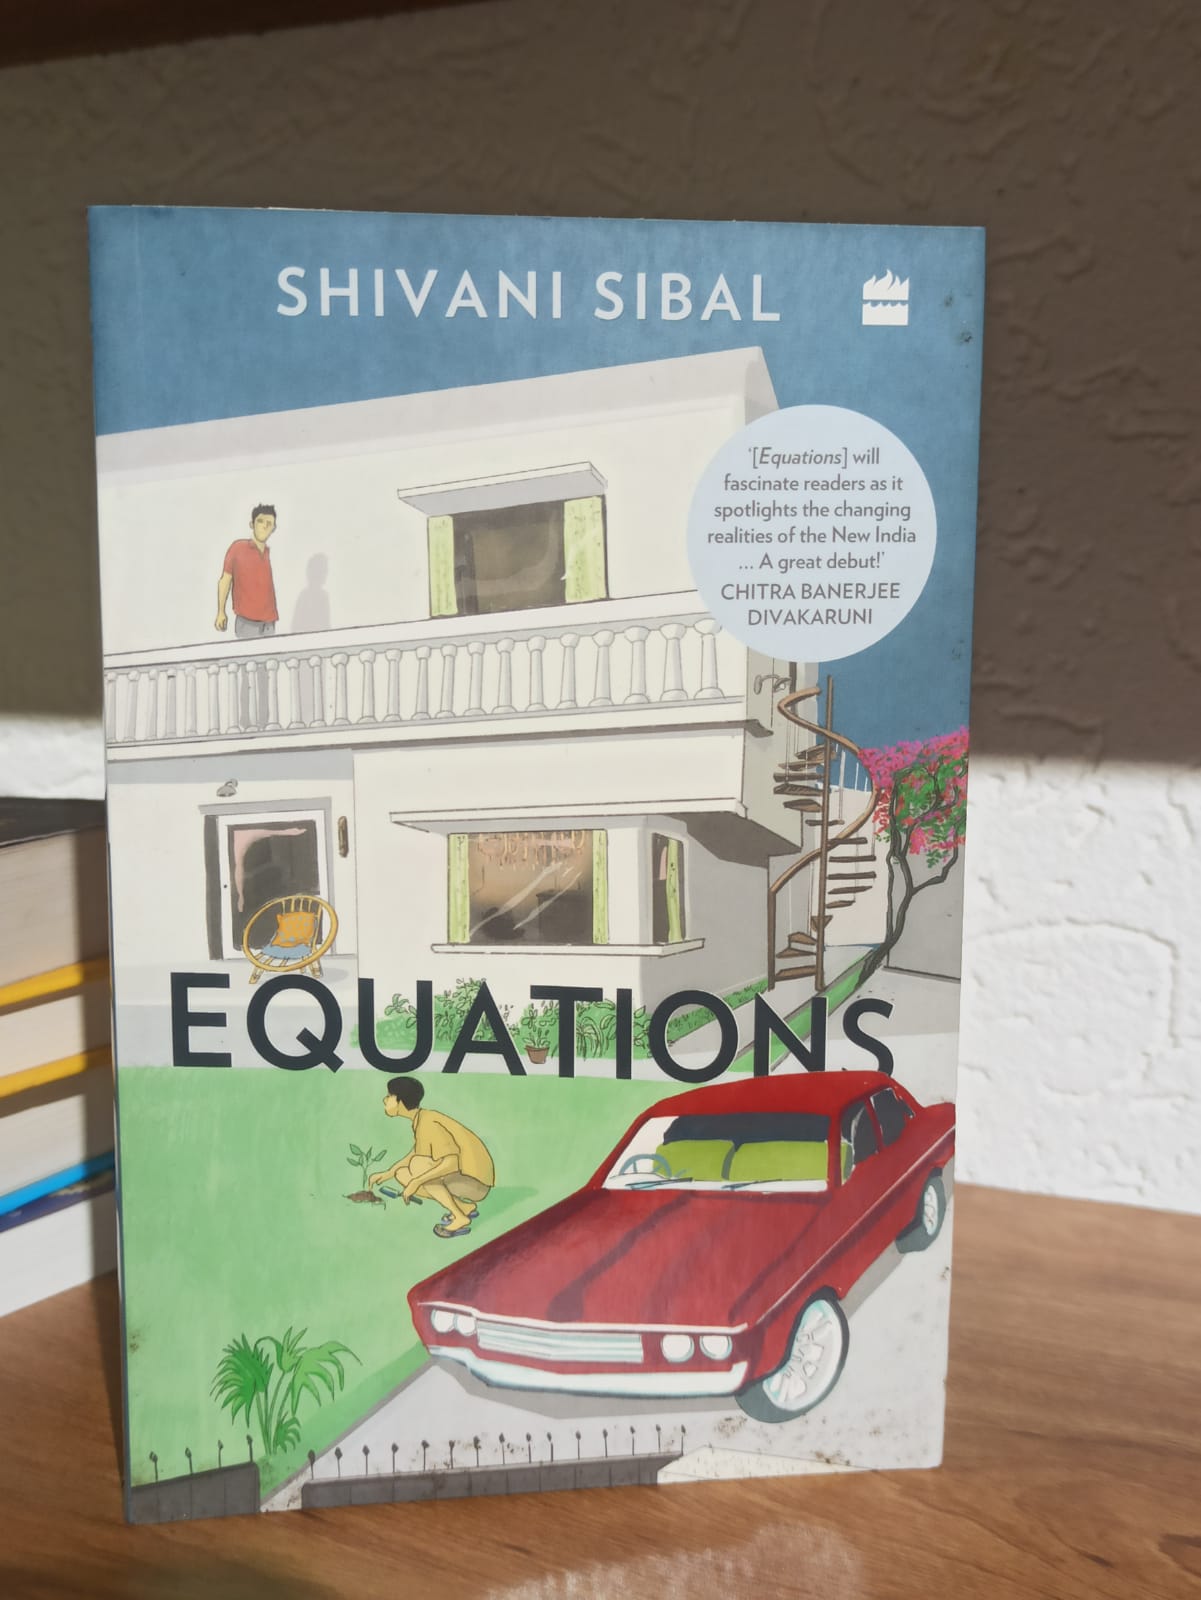 SHIVANI SIBAL
‘[Equations] will
fascinate readers as it
spotlights the changing
realities of the New India
... A great debut!’
CHITRA BANERJEE
DIVAKARUNI
EQUATIONS